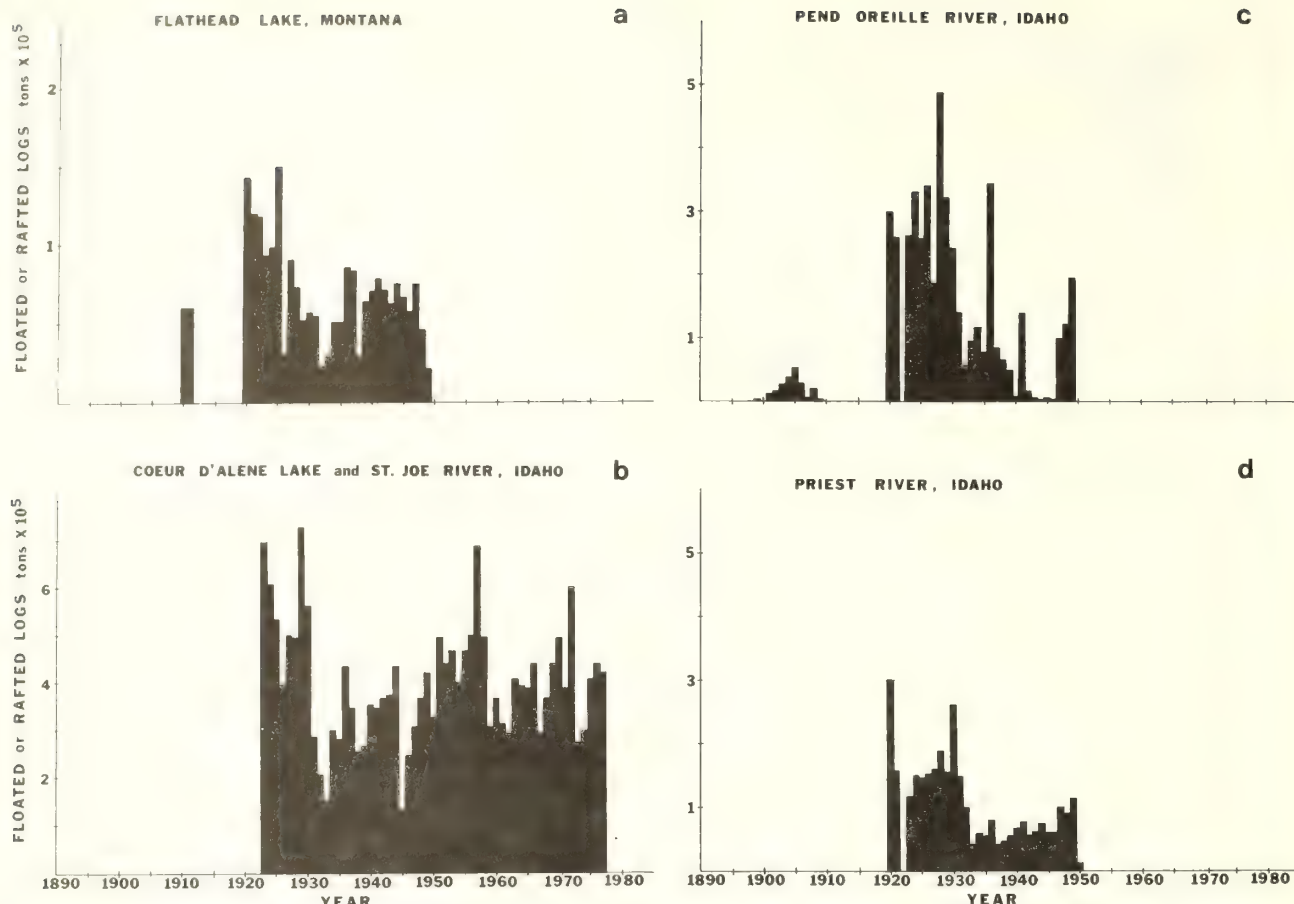 FLATHEAD LAKE, MONTANA
a
FLOATED or RAFTED LOGS tons X10⁵
2
1
PEND OREILLE RIVER, IDAHO
c
5
3
1
COEUR D'ALENE LAKE and ST. JOE RIVER, IDAHO
b
FLOATED or RAFTED LOGS tons X10⁵
6
4
2
1890 1900 1910 1920 1930 1940 1950 1960 1970 1980
YEAR
PRIEST RIVER, IDAHO
d
5
3
1
1890 1900 1910 1920 1930 1940 1950 1960 1970 1980
YEAR